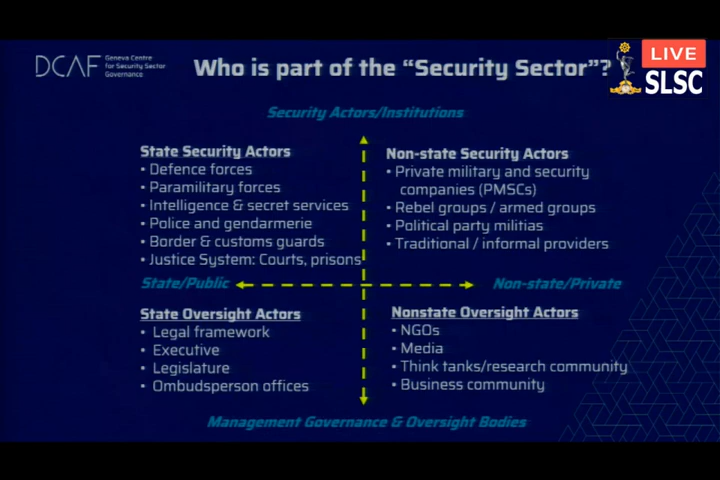 DCAF
Geneva Centre
for Security Sector
Governance
Who is part of the “Security Sector”?
LIVE
SLSC
Security Actors/Institutions
State Security Actors
• Defence forces
• Paramilitary forces
• Intelligence & secret services
• Police and gendarmerie
• Border & customs guards
• Justice System: Courts, prisons
Non-state Security Actors
• Private military and security
companies (PMSCs)
• Rebel groups / armed groups
• Political party militias
• Traditional / informal providers
State/Public
Non-state/Private
State Oversight Actors
• Legal framework
• Executive
• Legislature
• Ombudsperson offices
Nonstate Oversight Actors
• NGOs
• Media
• Think tanks/research community
• Business community
Management Governance & Oversight Bodies